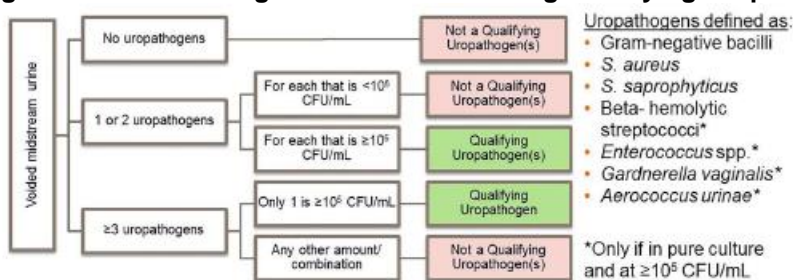 No uropathogens
Not a Qualifying
Uropathogen(s)
Voided midstream urine
1 or 2 uropathogens
For each that is <10⁵
CFU/mL
Not a Qualifying
Uropathogen(s)
For each that is ≥10⁵
CFU/mL
Qualifying
Uropathogen(s)
≥3 uropathogens
Only 1 is ≥10⁵ CFU/mL
Qualifying
Uropathogen
Any other amount/
combination
Not a Qualifying
Uropathogen(s)
Uropathogens defined as:
• Gram-negative bacilli
• S. aureus
• S. saprophyticus
• Beta- hemolytic
streptococci*
• Enterococcus spp.*
• Gardnerella vaginalis*
• Aerococcus urinae*
*Only if in pure culture
and at ≥10⁵ CFU/mL